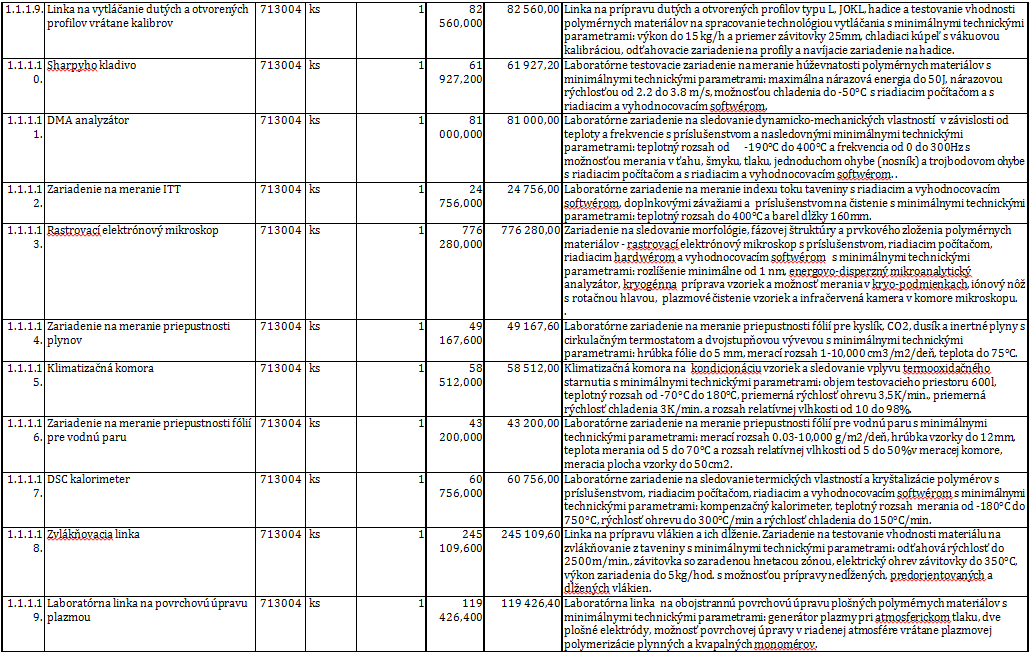 1.1.1.9. Linka na vytláčanie dutých a otvorených 713004 ks 1 82 82 560,00 Linka na prípravu dutých a otvorených profilov typu L, JOKL, hadice a testovanie vhodnosti
profilov vrátane kalibrov 560,000 polymérnych materiálov na spracovanie technológiou vytláčania s minimálnymi technickými
parametrami: výkon do 15 kg/h a priemer závitovky 25mm, chladiaci kúpeľ s vákuovou
kalibráciou, odťahovacie zariadenie na profily a navíjacie zariadenie na hadice.
1.1.1.1 Sharpyho kladivo 713004 ks 1 61 61 927,20 Laboratórne testovacie zariadenie na meranie húževnatosti polymérnych materiálov s
0. 927,200 minimálnymi technickými parametrami: maximálna nárazová energia do 50J, nárazovou
rýchlosťou od 2.2 do 3.8 m/s, možnosťou chladenia do -50°C s riadiacim počítačom a s
riadiacim a vyhodnocovacím softwérom,
1.1.1.1 DMA analyzátor 713004 ks 1 81 81 000,00 Laboratórne zariadenie na sledovanie dynamicko-mechanických vlastností v závislosti od
1. 000,000 teploty a frekvencie s príslušenstvom a nasledovnými minimálnymi technickými
parametrami: teplotný rozsah od -190°C do 400°C a frekvencia od 0 do 300Hz s
možnosťou merania v ťahu, šmyku, tlaku, jednoduchom ohybe (nosník) a trojbodovom ohybe
s riadiacim počítačom a s riadiacim a vyhodnocovacím softwérom. .
1.1.1.1 Zariadenie na meranie ITT 713004 ks 1 24 24 756,00 Laboratórne zariadenie na meranie indexu toku taveniny s riadiacim a vyhodnocovacím
2. 756,000 softwérom, doplnkovými závažiami a príslušenstvom na čistenie s minimálnymi technickými
parametrami: teplotný rozsah do 400°C a barel dĺžky 160mm.
1.1.1.1 Rastrovací elektrónový mikroskop 713004 ks 1 776 776 280,00 Zariadenie na sledovanie morfológie, fázovej štruktúry a prvkového zloženia polymérnych
3. 280,000 materiálov - rastrovací elektrónový mikroskop s príslušenstvom, riadiacim počítačom,
riadiacim hardwérom a vyhodnocovacím softwérom s minimálnymi technickými
parametrami: rozlíšenie minimálne od 1 nm, energovo-disperzný mikroanalytický
analyzátor, kryogénna príprava vzoriek a možnosť merania v kryo-podmienkach, iónový nôž
s rotačnou hlavou, plazmové čistenie vzoriek a infračervená kamera v komore mikroskopu.
.
1.1.1.1 Zariadenie na meranie priepustnosti 713004 ks 1 49 49 167,60 Laboratórne zariadenie na meranie priepustnosti fólií pre kyslík, CO2, dusík a inertné plyny s
4. plynov 167,600 cirkulačným termostatom a dvojstupňovou vývevou s minimálnymi technickými
parametrami: hrúbka fólie do 5 mm, merací rozsah 1-10,000 cm3/m2/deň, teplota do 75°C.
1.1.1.1 Klimatizačná komora 713004 ks 1 58 58 512,00 Klimatizačná komora na kondicionáciu vzoriek a sledovanie vplyvu termooxidačného
5. 512,000 starnutia s minimálnymi technickými parametrami: objem testovacieho priestoru 600l,
teplotný rozsah od -70°C do 180°C, priemerná rýchlosť ohrevu 3,5K/min., priemerná
rýchlosť chladenia 3K/min. a rozsah relatívnej vlhkosti od 10 do 98%.
1.1.1.1 Zariadenie na meranie priepustnosti fólií 713004 ks 1 43 43 200,00 Laboratórne zariadenie na meranie priepustnosti fólií pre vodnú paru s minimálnymi
6. pre vodnú paru 200,000 technickými parametrami: merací rozsah 0.03-10,000 g/m2/deň, hrúbka vzorky do 12mm,
teplota merania od 5 do 70°C a rozsah relatívnej vlhkosti od 5 do 50%v meracej komore,
meracia plocha vzorky do 50cm2.
1.1.1.1 DSC kalorimeter 713004 ks 1 60 60 756,00 Laboratórne zariadenie na sledovanie termických vlastností a kryštalizácie polymérov s
7. 756,000 príslušenstvom, riadiacim počítačom, riadiacim a vyhodnocovacím softwérom s minimálnymi
technickými parametrami: kompenzačný kalorimeter, teplotný rozsah merania od -180°C do
750°C, rýchlosť ohrevu do 300°C/min a rýchlosť chladenia do 150°C/min.
1.1.1.1 Zvlákňovacia linka 713004 ks 1 245 245 109,60 Linka na prípravu vlákien a ich dĺženie. Zariadenie na testovanie vhodnosti materiálu na
8. 109,600 zvlákňovanie z taveniny s minimálnymi technickými parametrami: odťahová rýchlosť do
2500m/min., závitovka so zaradenou hnetacou zónou, elektrický ohrev závitovky do 350°C,
výkon zariadenia do 5kg/hod. s možnosťou prípravy nedĺžených, predorientovaných a
dĺžených vlákien.
1.1.1.1 Laboratórna linka na povrchovú úpravu 713004 ks 1 119 119 426,40 Laboratórna linka na obojstrannú povrchovú úpravu plošných polymérnych materiálov s
9. plazmou 426,400 minimálnymi technickými parametrami: generátor plazmy pri atmosferickom tlaku, dve
plošné elektródy, možnosť povrchovej úpravy v riadenej atmosfére vrátane plazmovej
polymerizácie plynných a kvapalných monomérov.